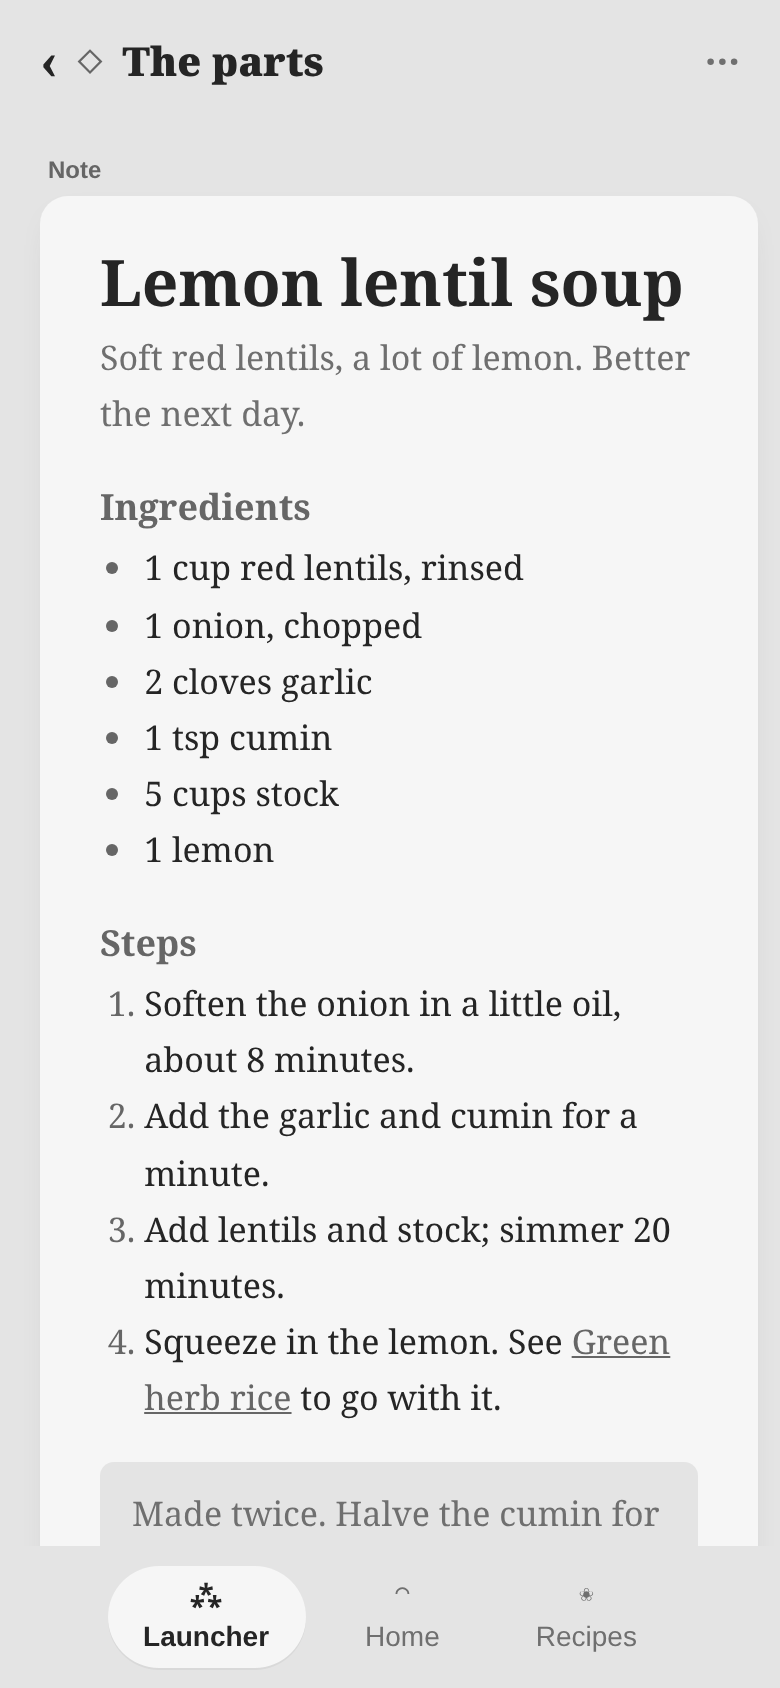 The parts
Note
Lemon lentil soup
Soft red lentils, a lot of lemon. Better
the next day.
Ingredients
1 cup red lentils, rinsed
1 onion, chopped
2 cloves garlic
1 tsp cumin
5 cups stock
1 lemon
Steps
1. Soften the onion in a little oil,
about 8 minutes.
2. Add the garlic and cumin for a
minute.
3. Add lentils and stock; simmer 20
minutes.
4. Squeeze in the lemon. See Green
herb rice to go with it.
Made twice. Halve the cumin for
Launcher
Home
Recipes